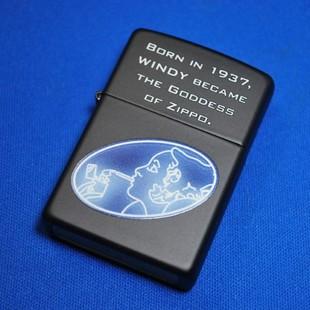 BORN IN 1937,
WINDY BECAME
THE GODDESS
OF ZIPPO.